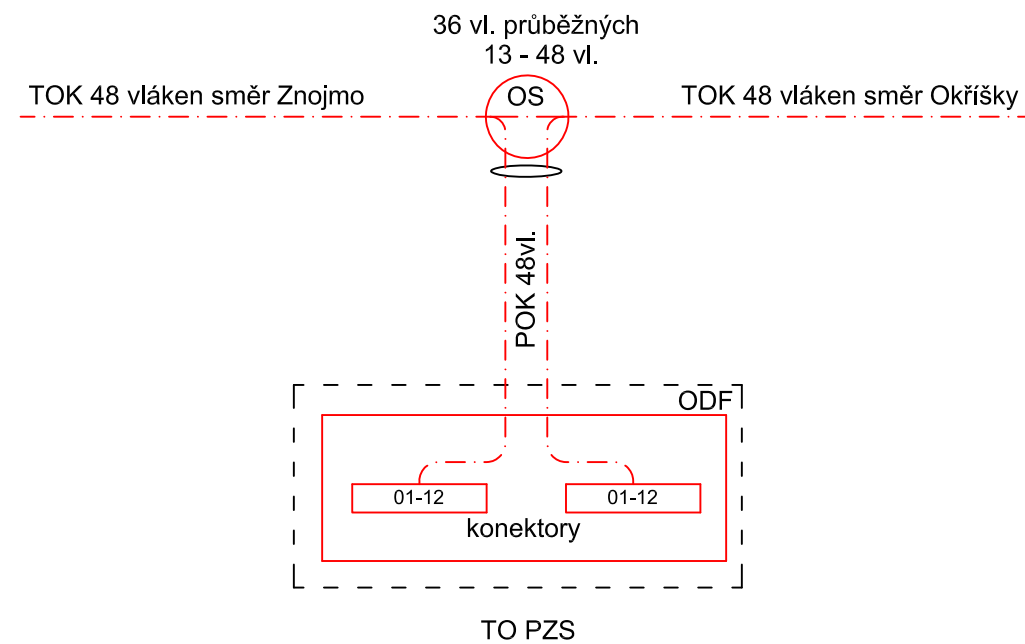 36 vl. průběžných
13 - 48 vl.
TOK 48 vláken směr Znojmo
OS
TOK 48 vláken směr Okříšky
POK 48vl.
ODF
01-12
01-12
konektory
TO PZS